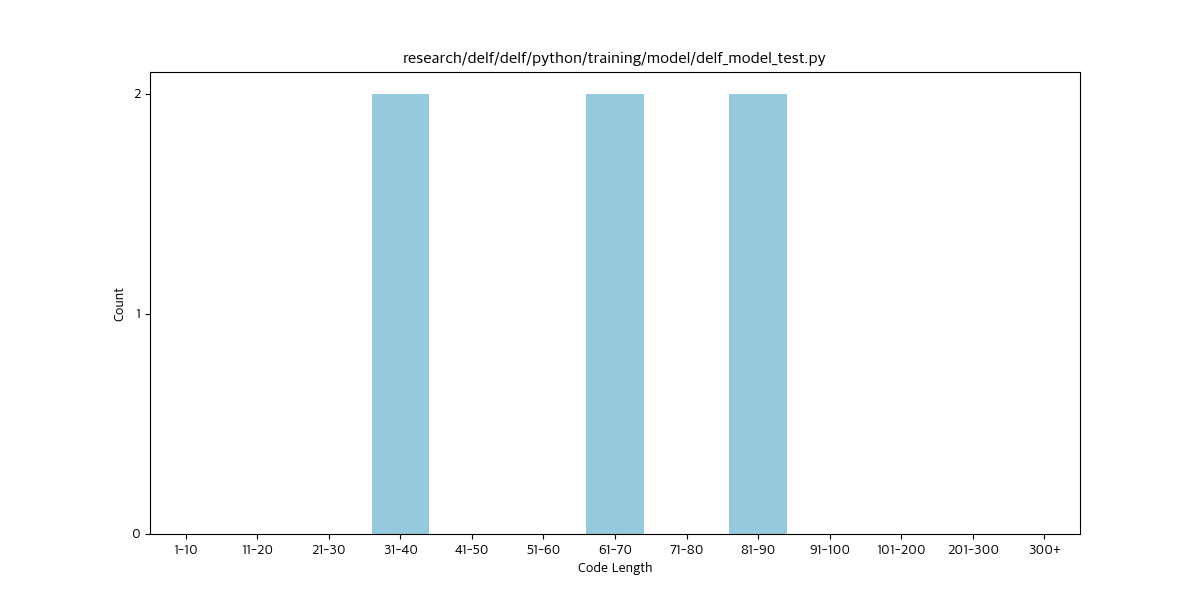 research/delf/delf/python/training/model/delf_model_test.py
2
1
0
Count
1-10 11-20 21-30 31-40 41-50 51-60 61-70 71-80 81-90 91-100 101-200 201-300 300+
Code Length